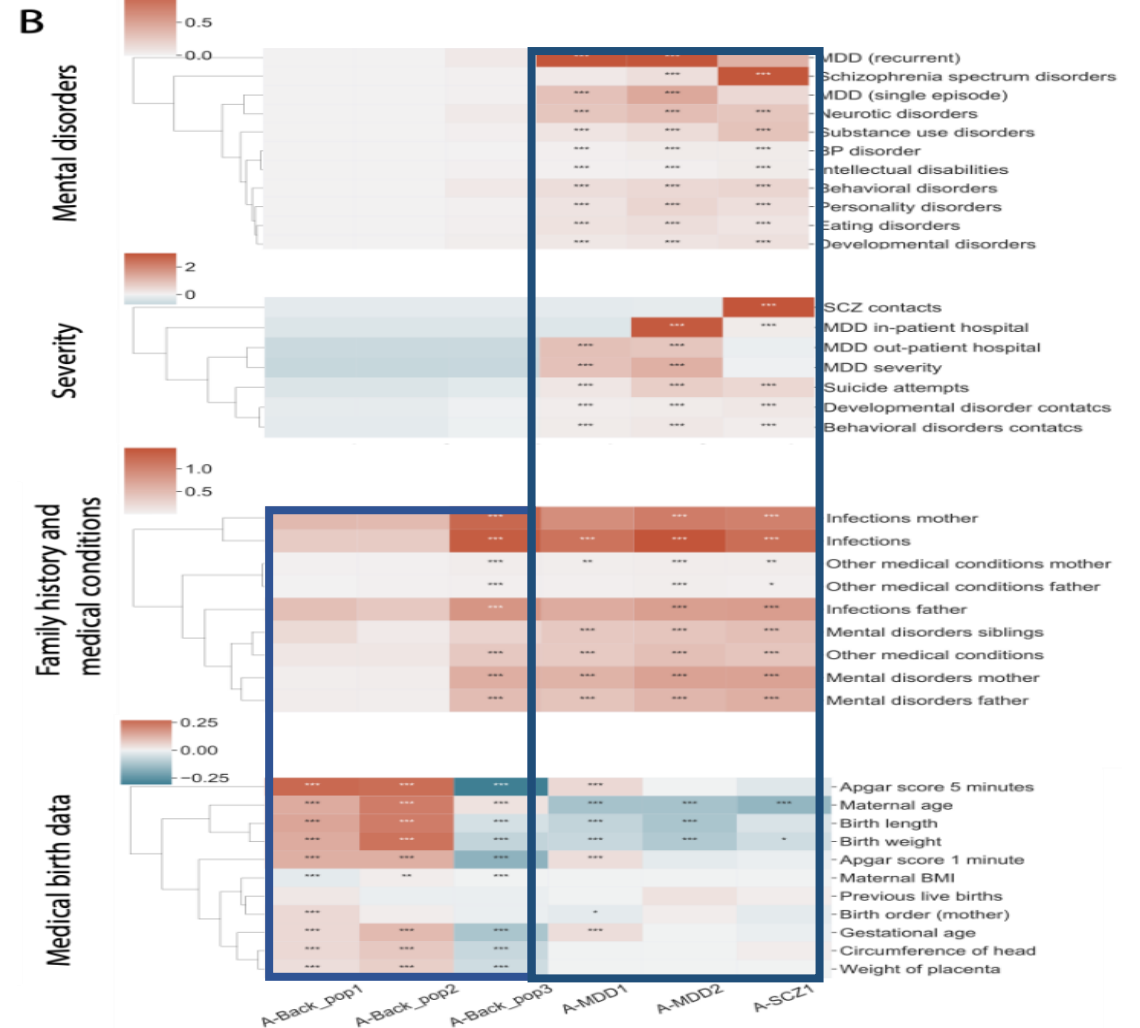 B
0.5
0.0
Mental disorders
MDD (recurrent)
Schizophrenia spectrum disorders
MDD (single episode)
Neurotic disorders
Substance use disorders
BP disorder
ntellectual disabilities
Behavioral disorders
Personality disorders
Eating disorders
Developmental disorders
2
0
Severity
SCZ contacts
MDD in-patient hospital
MDD out-patient hospital
MDD severity
Suicide attempts
Developmental disorder contatcs
Behavioral disorders contatcs
1.0
0.5
Family history and
medical conditions
Infections mother
Infections
Other medical conditions mother
Other medical conditions father
Infections father
Mental disorders siblings
Other medical conditions
Mental disorders mother
Mental disorders father
0.25
0.00
−0.25
Medical birth data
Apgar score 5 minutes
Maternal age
Birth length
Birth weight
Apgar score 1 minute
Maternal BMI
Previous live births
Birth order (mother)
Gestational age
Circumference of head
Weight of placenta
A-Back_pop1
A-Back_pop2
A-Back_pop3
A-MDD1
A-MDD2
A-SCZ1